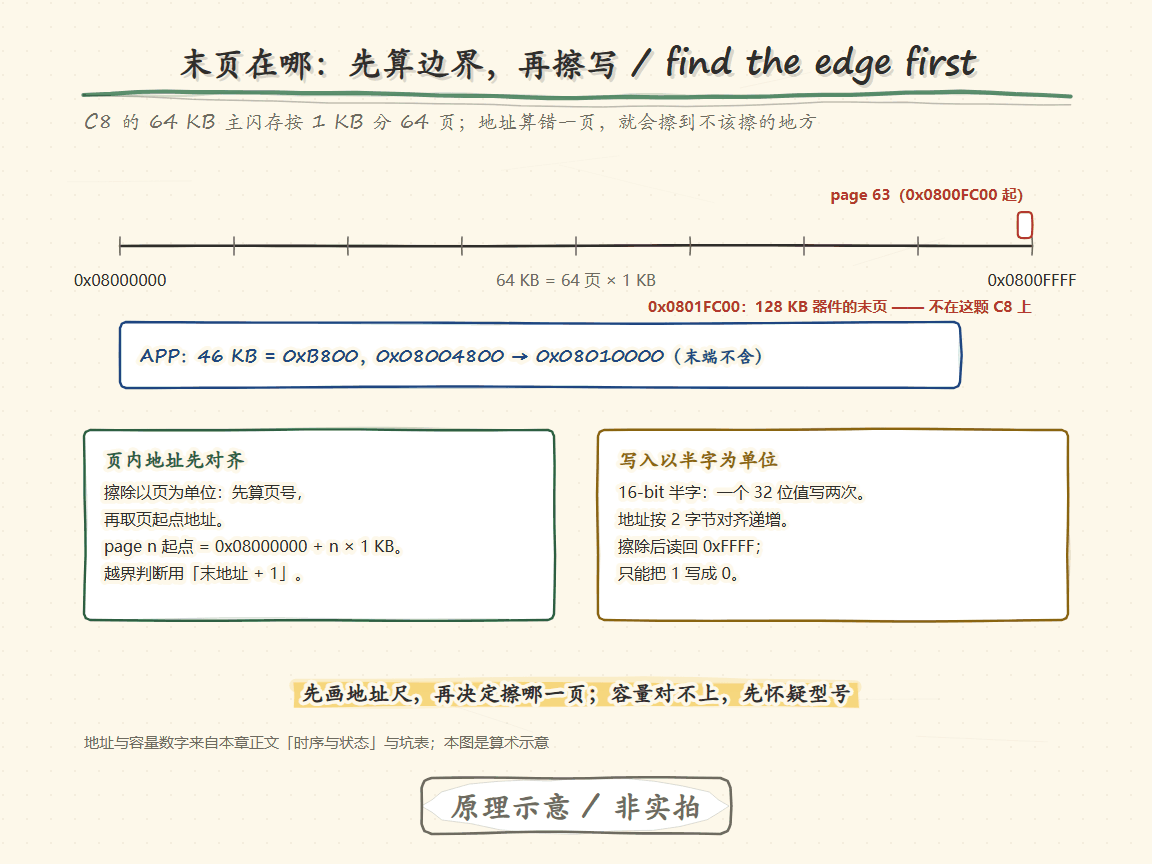 末页在哪：先算边界，再擦写 / find the edge first
C8 的 64 KB 主闪存按 1 KB 分 64 页；地址算错一页，就会擦到不该擦的地方
page 63（0x0800FC00 起）
0x08000000
64 KB = 64 页 × 1 KB
0x0800FFFF
0x0801FC00：128 KB 器件的末页 —— 不在这颗 C8 上
APP：46 KB = 0xB800，0x08004800 → 0x08010000（末端不含）
页内地址先对齐
擦除以页为单位：先算页号，
再取页起点地址。
page n 起点 = 0x08000000 + n × 1 KB。
越界判断用「末地址 + 1」。
写入以半字为单位
16-bit 半字：一个 32 位值写两次。
地址按 2 字节对齐递增。
擦除后读回 0xFFFF；
只能把 1 写成 0。
先画地址尺，再决定擦哪一页；容量对不上，先怀疑型号
地址与容量数字来自本章正文「时序与状态」与坑表；本图是算术示意
原理示意 / 非实拍